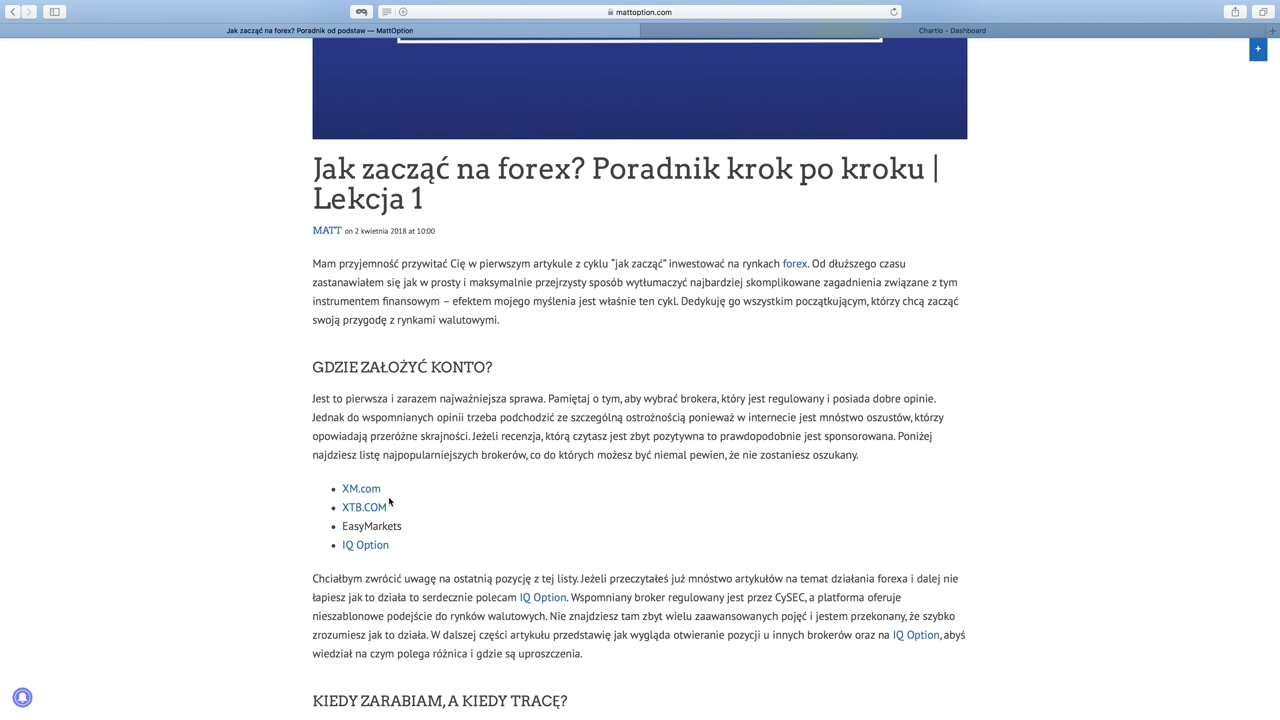 mattoption.com
Jak zacząć na forex? Poradnik od podstaw — MattOption
Chartio - Dashboard
+
Jak zacząć na forex? Poradnik krok po kroku |
Lekcja 1
MATT on 2 kwietnia 2018 at 10:00
Mam przyjemność przywitać Cię w pierwszym artykule z cyklu “jak zacząć” inwestować na rynkach forex. Od dłuższego czasu
zastanawiałem się jak w prosty i maksymalnie przejrzysty sposób wytłumaczyć najbardziej skomplikowane zagadnienia związane z tym
instrumentem finansowym – efektem mojego myślenia jest właśnie ten cykl. Dedykuję go wszystkim początkującym, którzy chcą zacząć
swoją przygodę z rynkami walutowymi.
GDZIE ZAŁOŻYĆ KONTO?
Jest to pierwsza i zarazem najważniejsza sprawa. Pamiętaj o tym, aby wybrać brokera, który jest regulowany i posiada dobre opinie.
Jednak do wspomnianych opinii trzeba podchodzić ze szczególną ostrożnością ponieważ w internecie jest mnóstwo oszustów, którzy
opowiadają przeróżne skrajności. Jeżeli recenzja, którą czytasz jest zbyt pozytywna to prawdopodobnie jest sponsorowana. Poniżej
najdziesz listę najpopularniejszych brokerów, co do których możesz być niemal pewien, że nie zostaniesz oszukany.
• XM.com
• XTB.COM
• EasyMarkets
• IQ Option
Chciałbym zwrócić uwagę na ostatnią pozycję z tej listy. Jeżeli przeczytałeś już mnóstwo artykułów na temat działania forexa i dalej nie
łapiesz jak to działa to serdecznie polecam IQ Option. Wspomniany broker regulowany jest przez CySEC, a platforma oferuje
nieszablonowe podejście do rynków walutowych. Nie znajdziesz tam zbyt wielu zaawansowanych pojęć i jestem przekonany, że szybko
zrozumiesz jak to działa. W dalszej części artykułu przedstawię jak wygląda otwieranie pozycji u innych brokerów oraz na IQ Option, abyś
wiedział na czym polega różnica i gdzie są uproszczenia.
KIEDY ZARABIAM, A KIEDY TRACĘ?